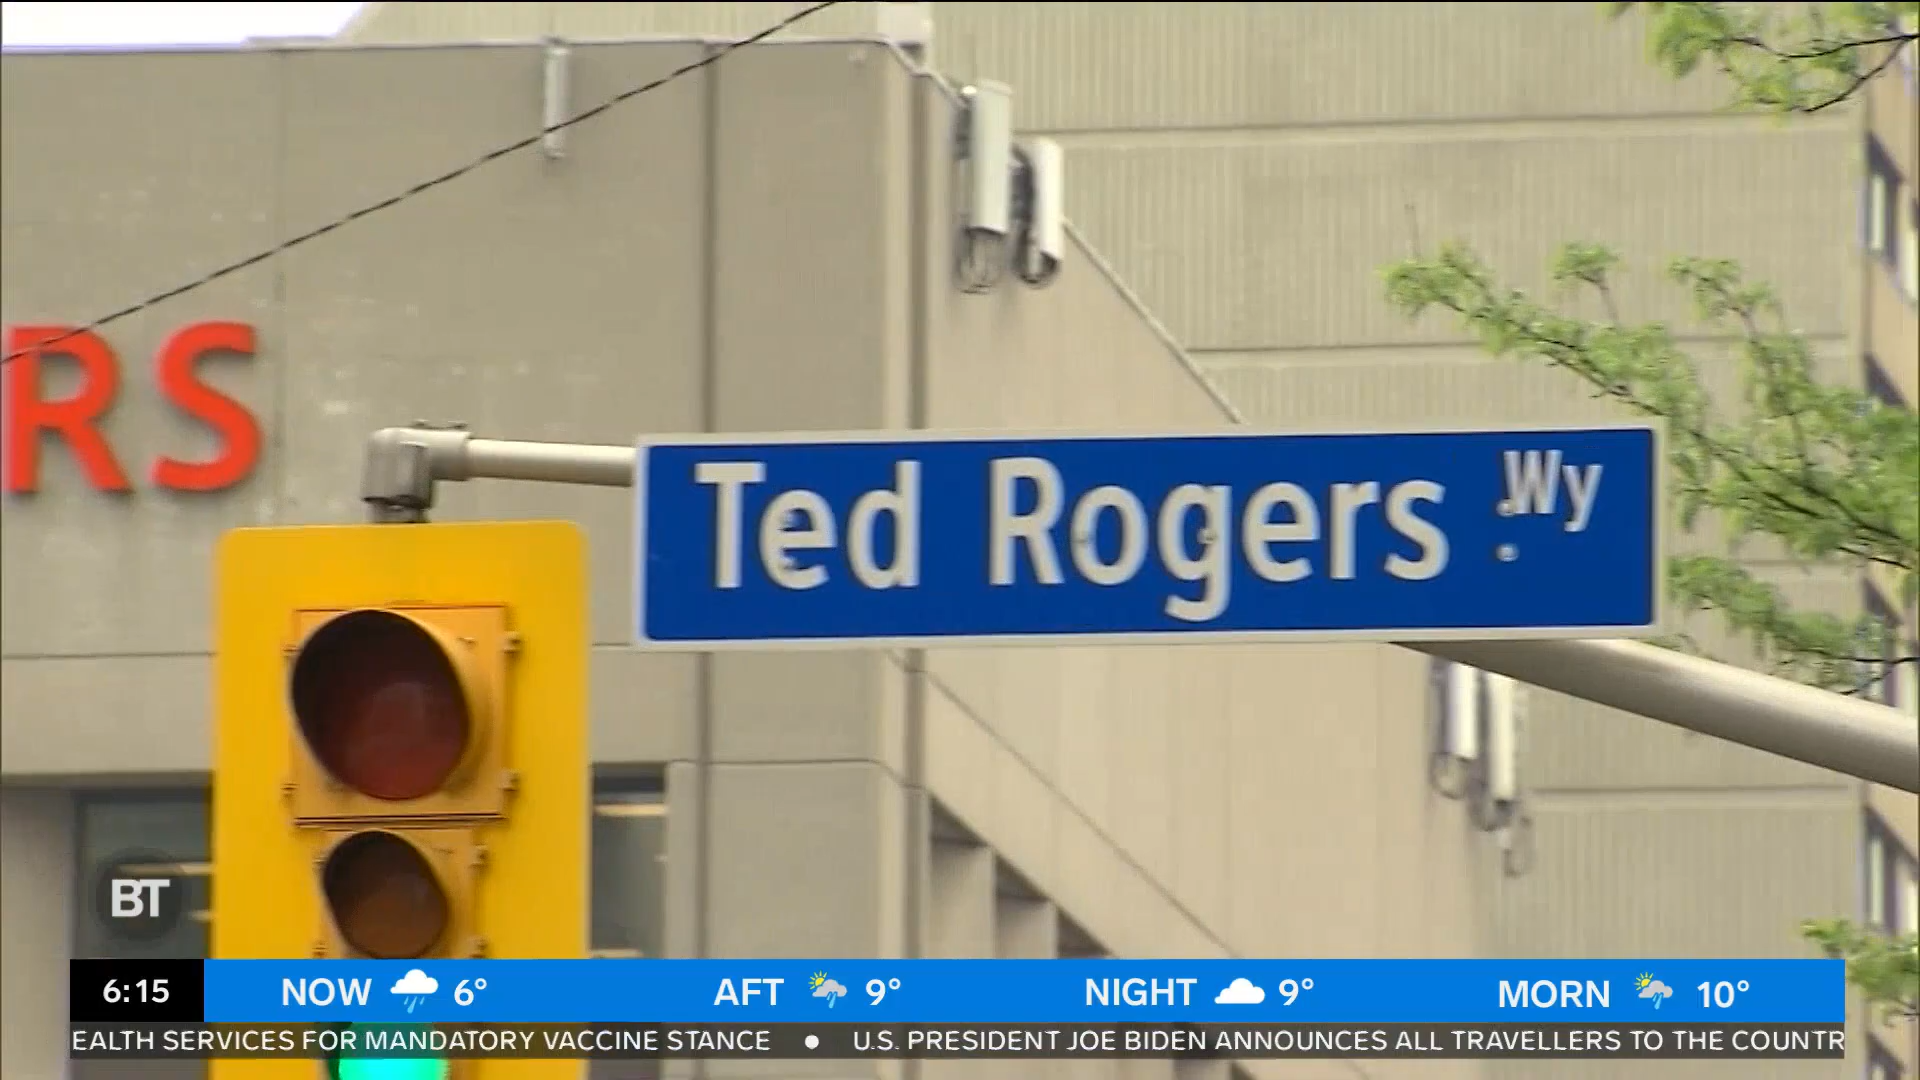 RS
Ted Rogers Wy
BT
6:15 NOW 6° AFT 9° NIGHT 9° MORN 10°
EALTH SERVICES FOR MANDATORY VACCINE STANCE ● U.S. PRESIDENT JOE BIDEN ANNOUNCES ALL TRAVELLERS TO THE COUNTR